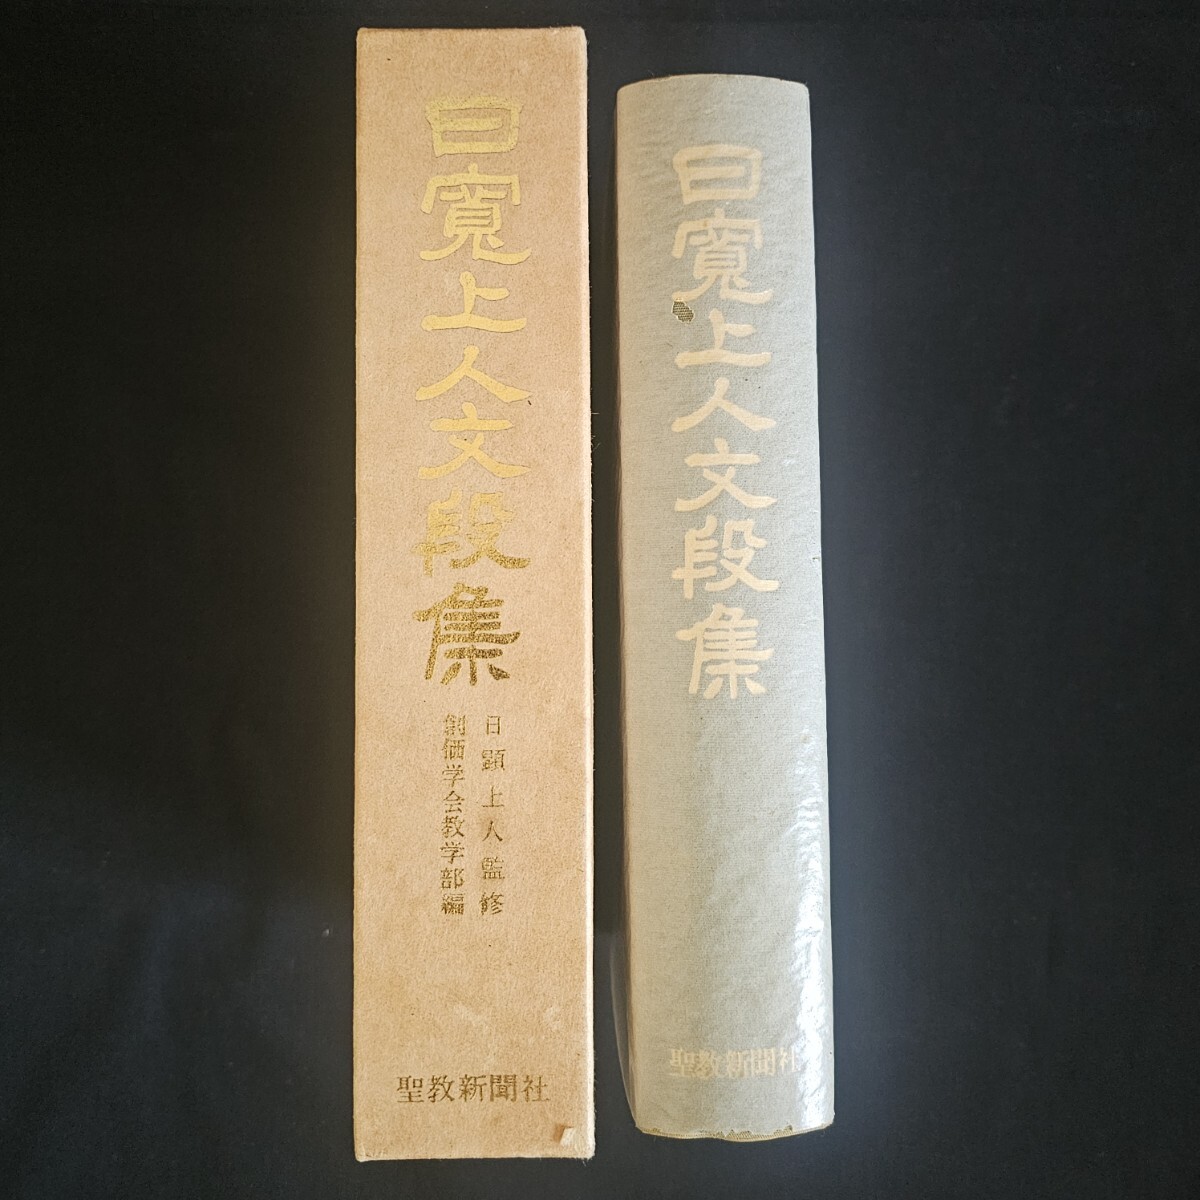 日寛上人文段集
日顕上人監修
創価学会教学部編
聖教新聞社
日寛上人文段集
聖教新聞社